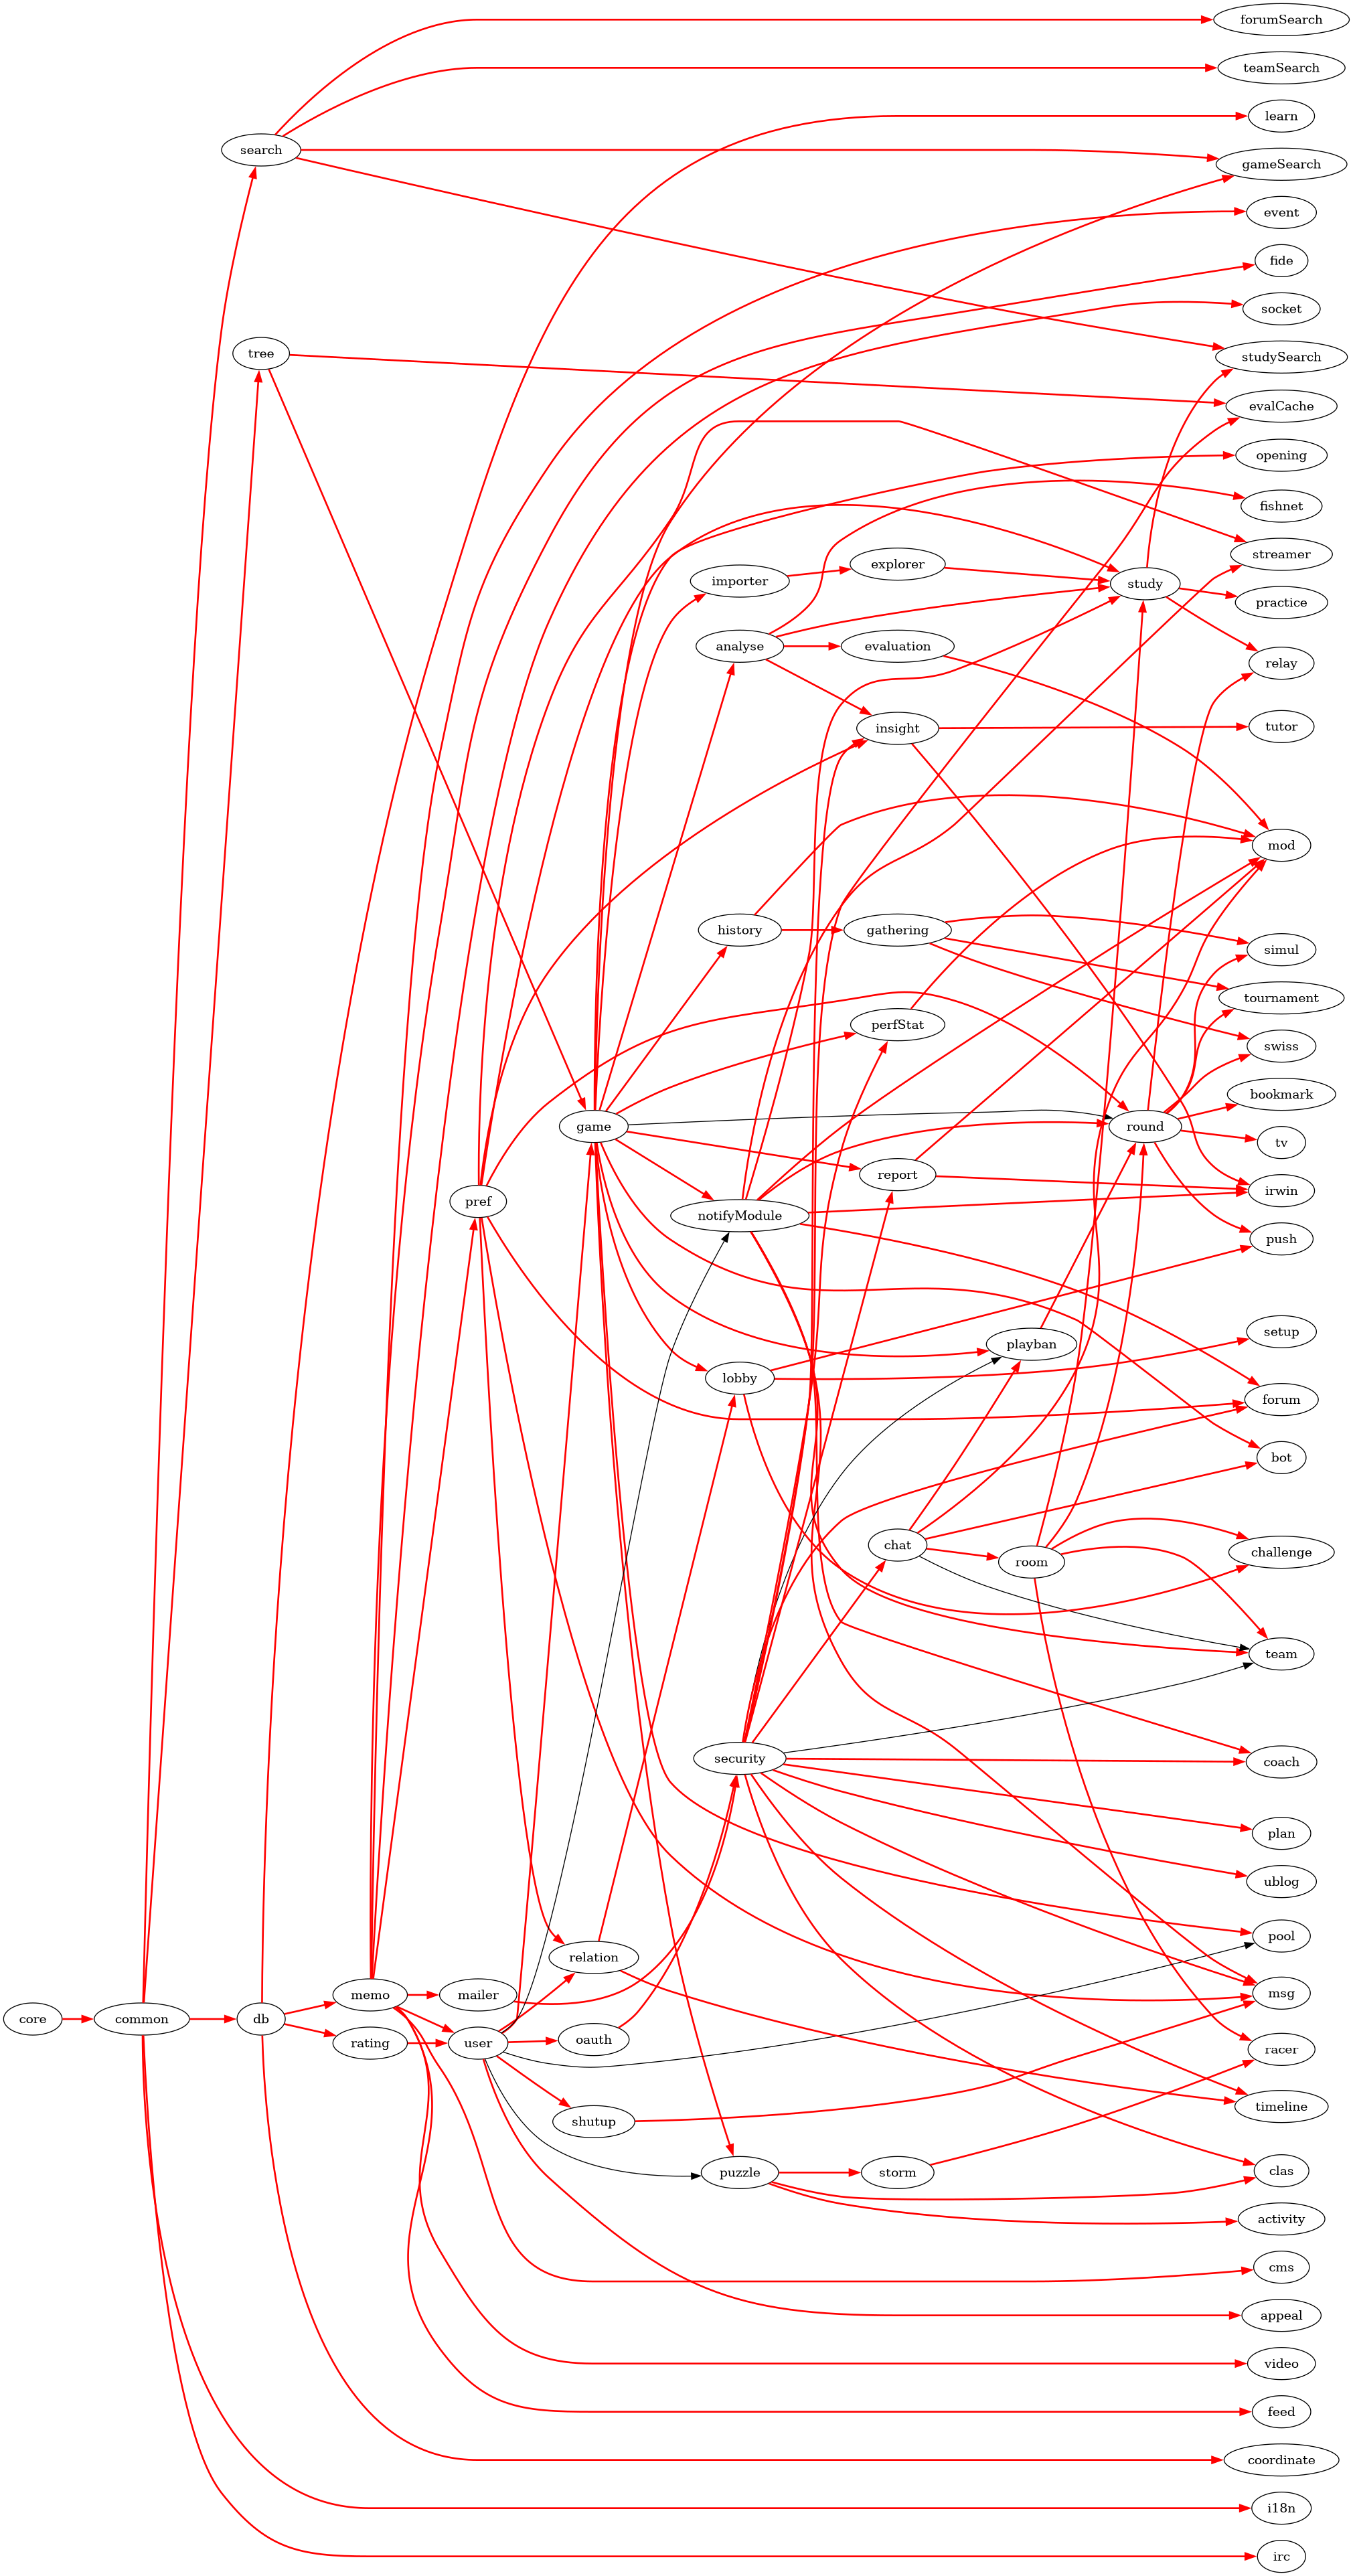 forumSearch
teamSearch
learn
search
gameSearch
event
fide
socket
tree
studySearch
evalCache
opening
fishnet
streamer
explorer
importer
study
practice
analyse
evaluation
relay
insight
tutor
mod
history
gathering
simul
tournament
perfStat
swiss
bookmark
game
round
tv
report
irwin
pref
notifyModule
push
setup
playban
lobby
forum
bot
chat
challenge
room
team
security
coach
plan
ublog
pool
relation
msg
memo
mailer
core
common
db
oauth
rating
user
racer
timeline
shutup
clas
puzzle
storm
activity
cms
appeal
video
feed
coordinate
i18n
irc